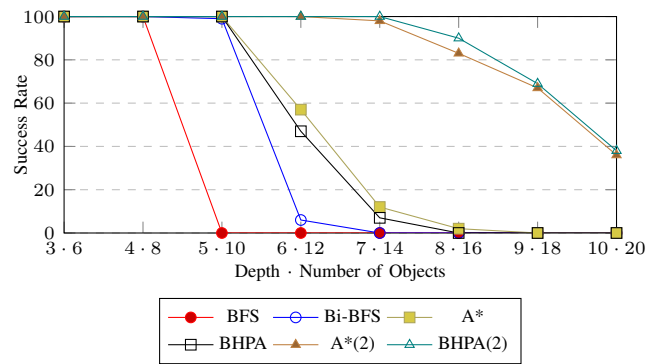 100
80
60
40
20
0
Success Rate
3 · 6 4 · 8 5 · 10 6 · 12 7 · 14 8 · 16 9 · 18 10 · 20
Depth · Number of Objects
BFS Bi-BFS A*
BHPA A*(2) BHPA(2)